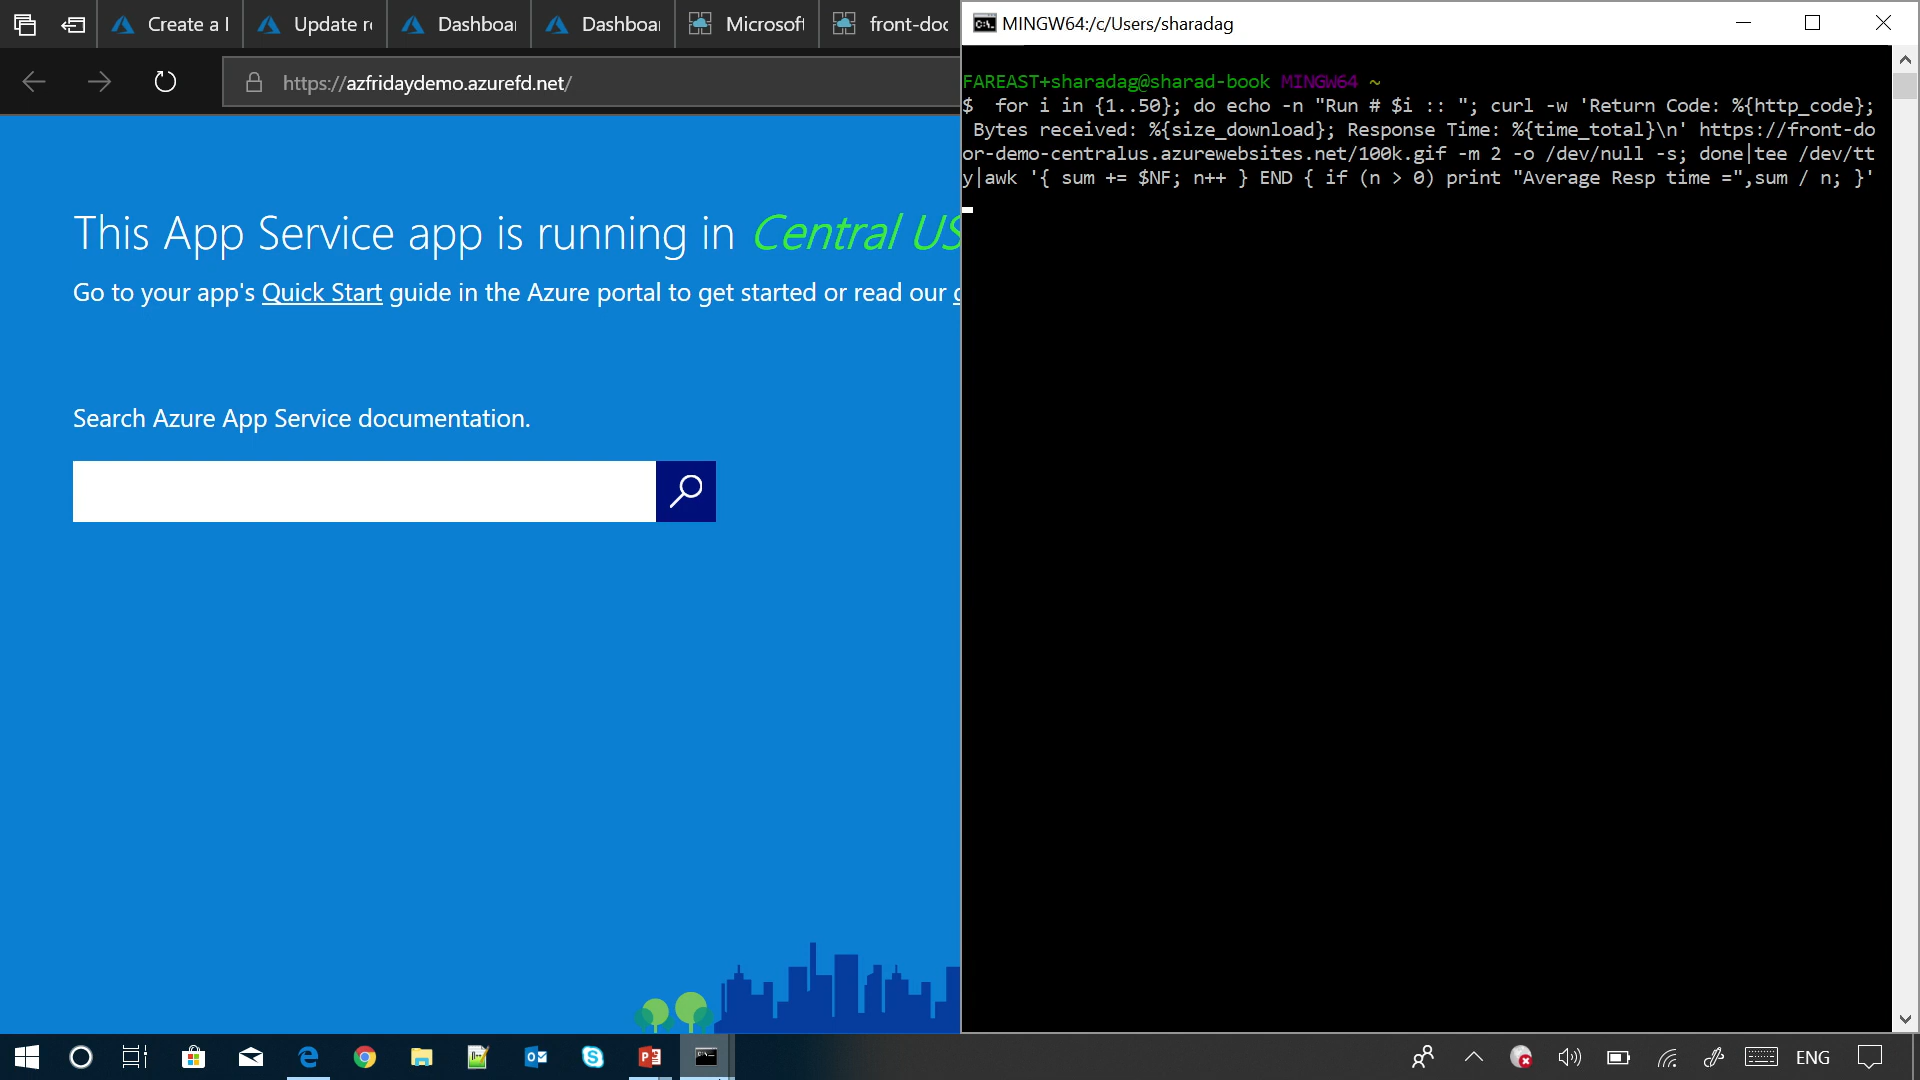 Create a
Update r
Dashboa
Dashboa
Microsoft
front-doc
MINGW64:/c/Users/sharadag
https://azfridaydemo.azurefd.net/
FAREAST+sharadag@sharad-book MINGW64 ~
$  for i in {1..50}; do echo -n "Run # $i :: "; curl -w 'Return Code: %{http_code};
Bytes received: %{size_download}; Response Time: %{time_total}\n' https://front-do
or-demo-centralus.azurewebsites.net/100k.gif -m 2 -o /dev/null -s; done|tee /dev/tt
y|awk '{ sum += $NF; n++ } END { if (n > 0) print "Average Resp time =",sum / n; }'
This App Service app is running in Central US
Go to your app's Quick Start guide in the Azure portal to get started or read our
Search Azure App Service documentation.
ENG